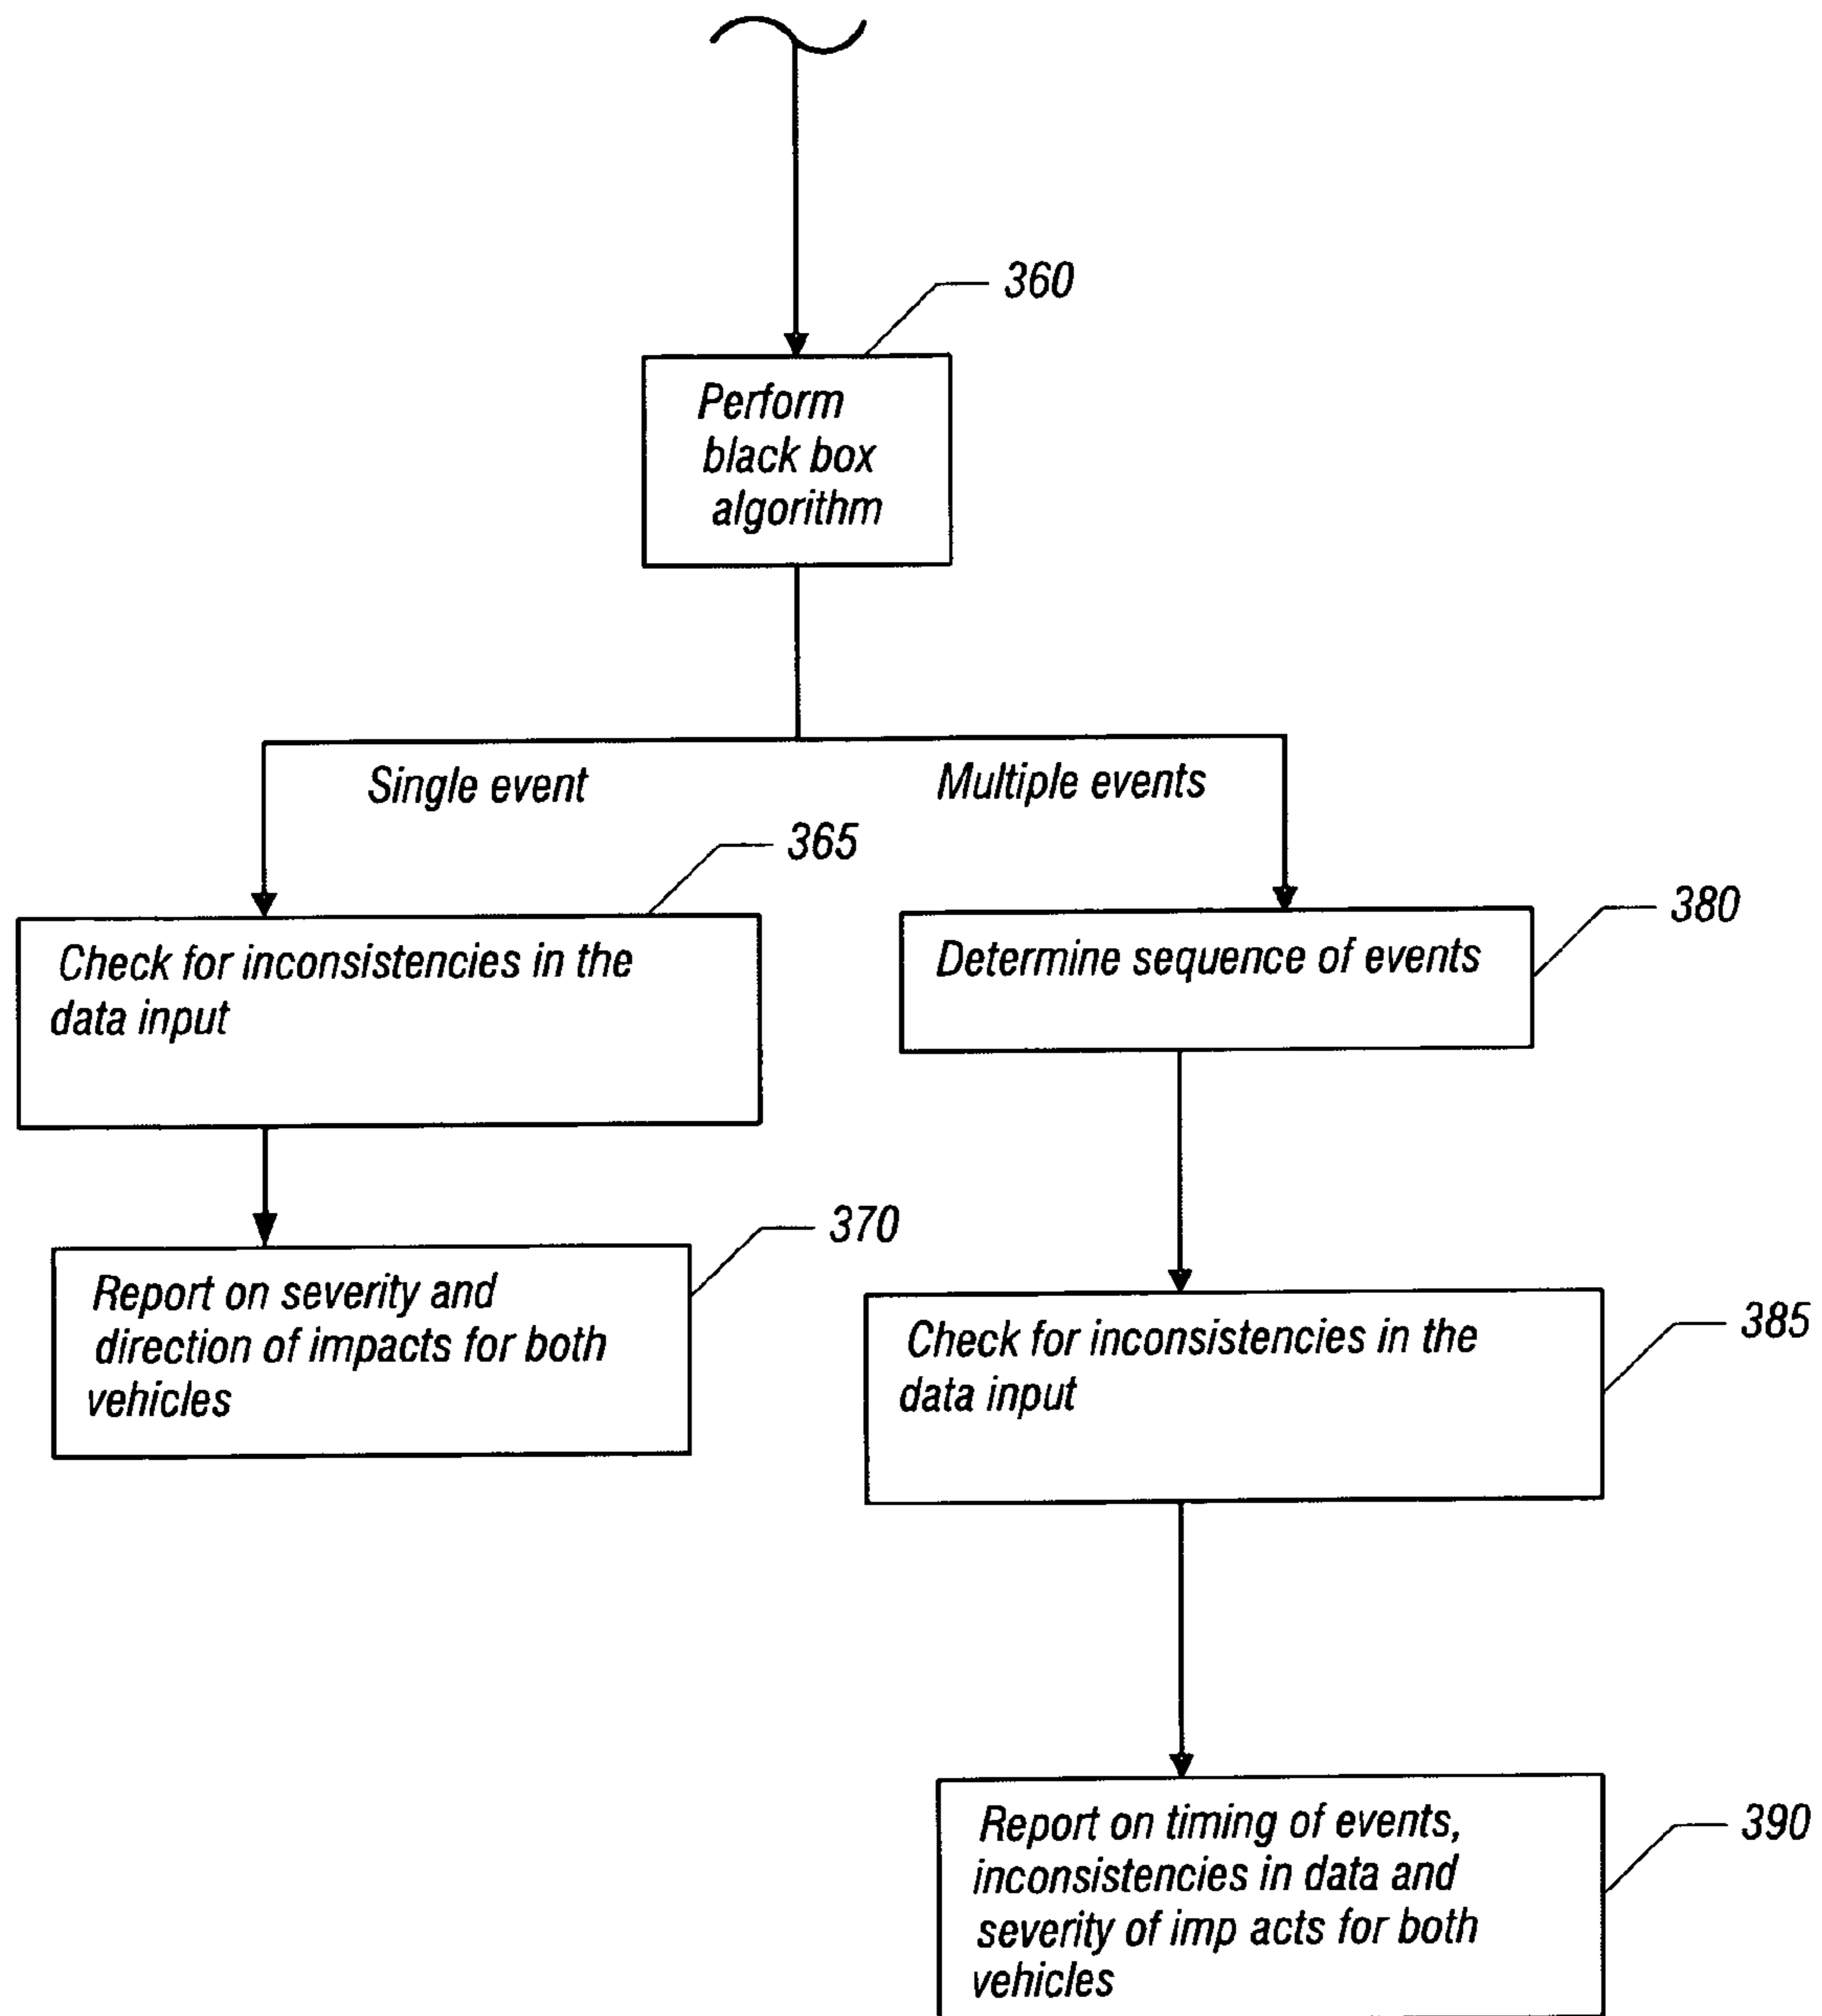 360
Perform
black box
algorithm
Single event
Multiple events
365
Check for inconsistencies in the
data input
380
Determine sequence of events
370
Report on severity and
direction of impacts for both
vehicles
385
Check for inconsistencies in the
data input
390
Report on timing of events,
inconsistencies in data and
severity of imp acts for both
vehicles